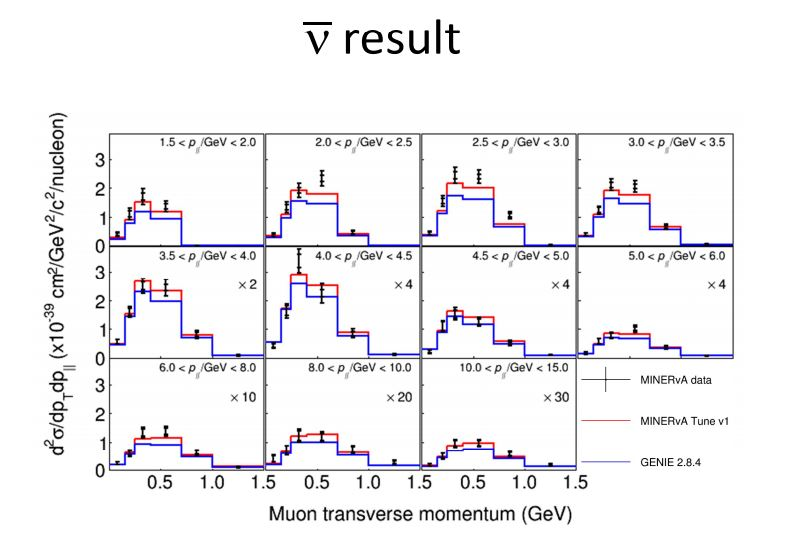 ν̅ result
d²σ/dp_Tdp_|| (x10⁻³⁹ cm²/GeV²/c²/nucleon)
1.5 < p_||/GeV < 2.0
2.0 < p_||/GeV < 2.5
2.5 < p_||/GeV < 3.0
3.0 < p_||/GeV < 3.5
3
2
1
0
3.5 < p_||/GeV < 4.0
4.0 < p_||/GeV < 4.5
4.5 < p_||/GeV < 5.0
5.0 < p_||/GeV < 6.0
× 2
× 4
× 4
× 4
3
2
1
0
6.0 < p_||/GeV < 8.0
8.0 < p_||/GeV < 10.0
10.0 < p_||/GeV < 15.0
× 10
× 20
× 30
3
2
1
0
MINERvA data
MINERvA Tune v1
GENIE 2.8.4
0.5 1.0 1.5 0.5 1.0 1.5 0.5 1.0 1.5
Muon transverse momentum (GeV)